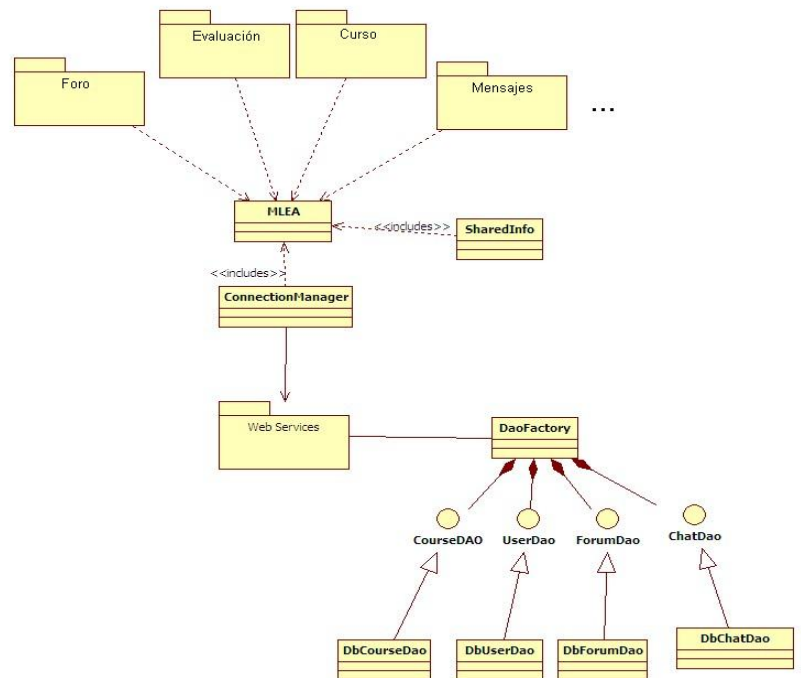 Evaluación
Curso
Foro
Mensajes
...
MLEA
<<includes>>
SharedInfo
<<includes>>
ConnectionManager
Web Services
DaoFactory
CourseDAO
UserDao
ForumDao
ChatDao
DbCourseDao
DbUserDao
DbForumDao
DbChatDao